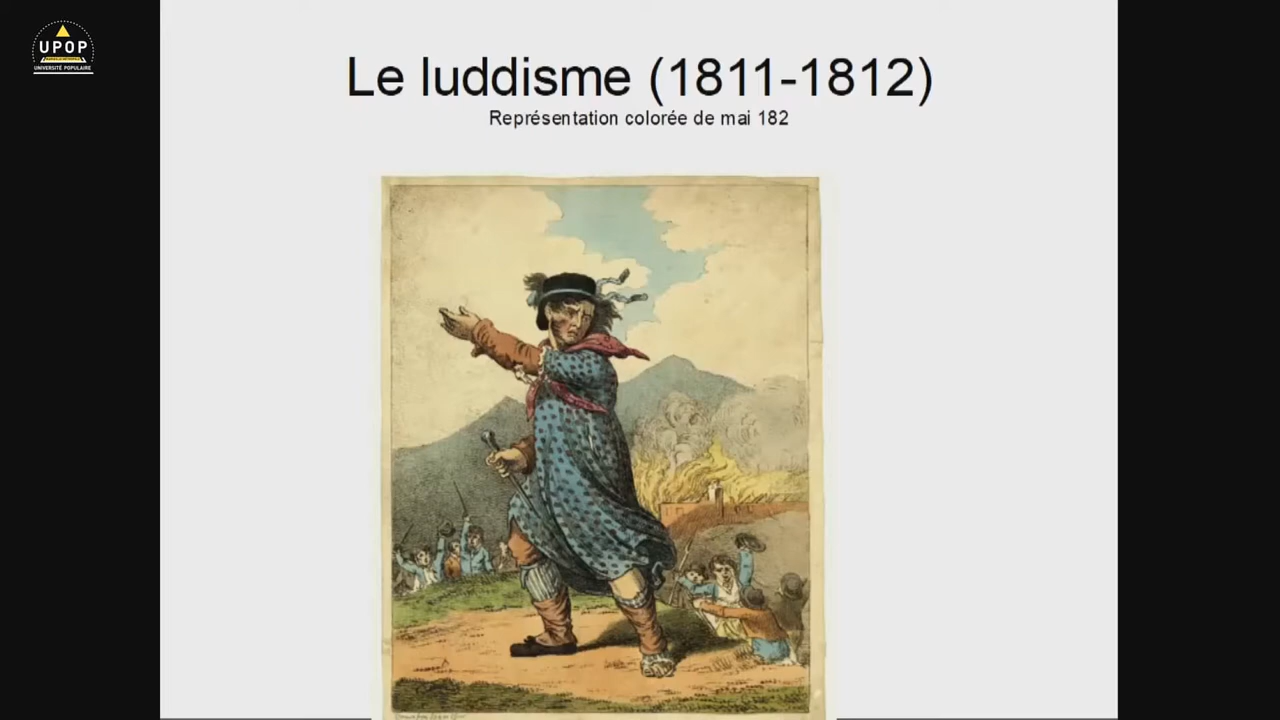 UPOP
UNIVERSITÉ POPULAIRE
Le luddisme (1811-1812)
Représentation colorée de mai 182